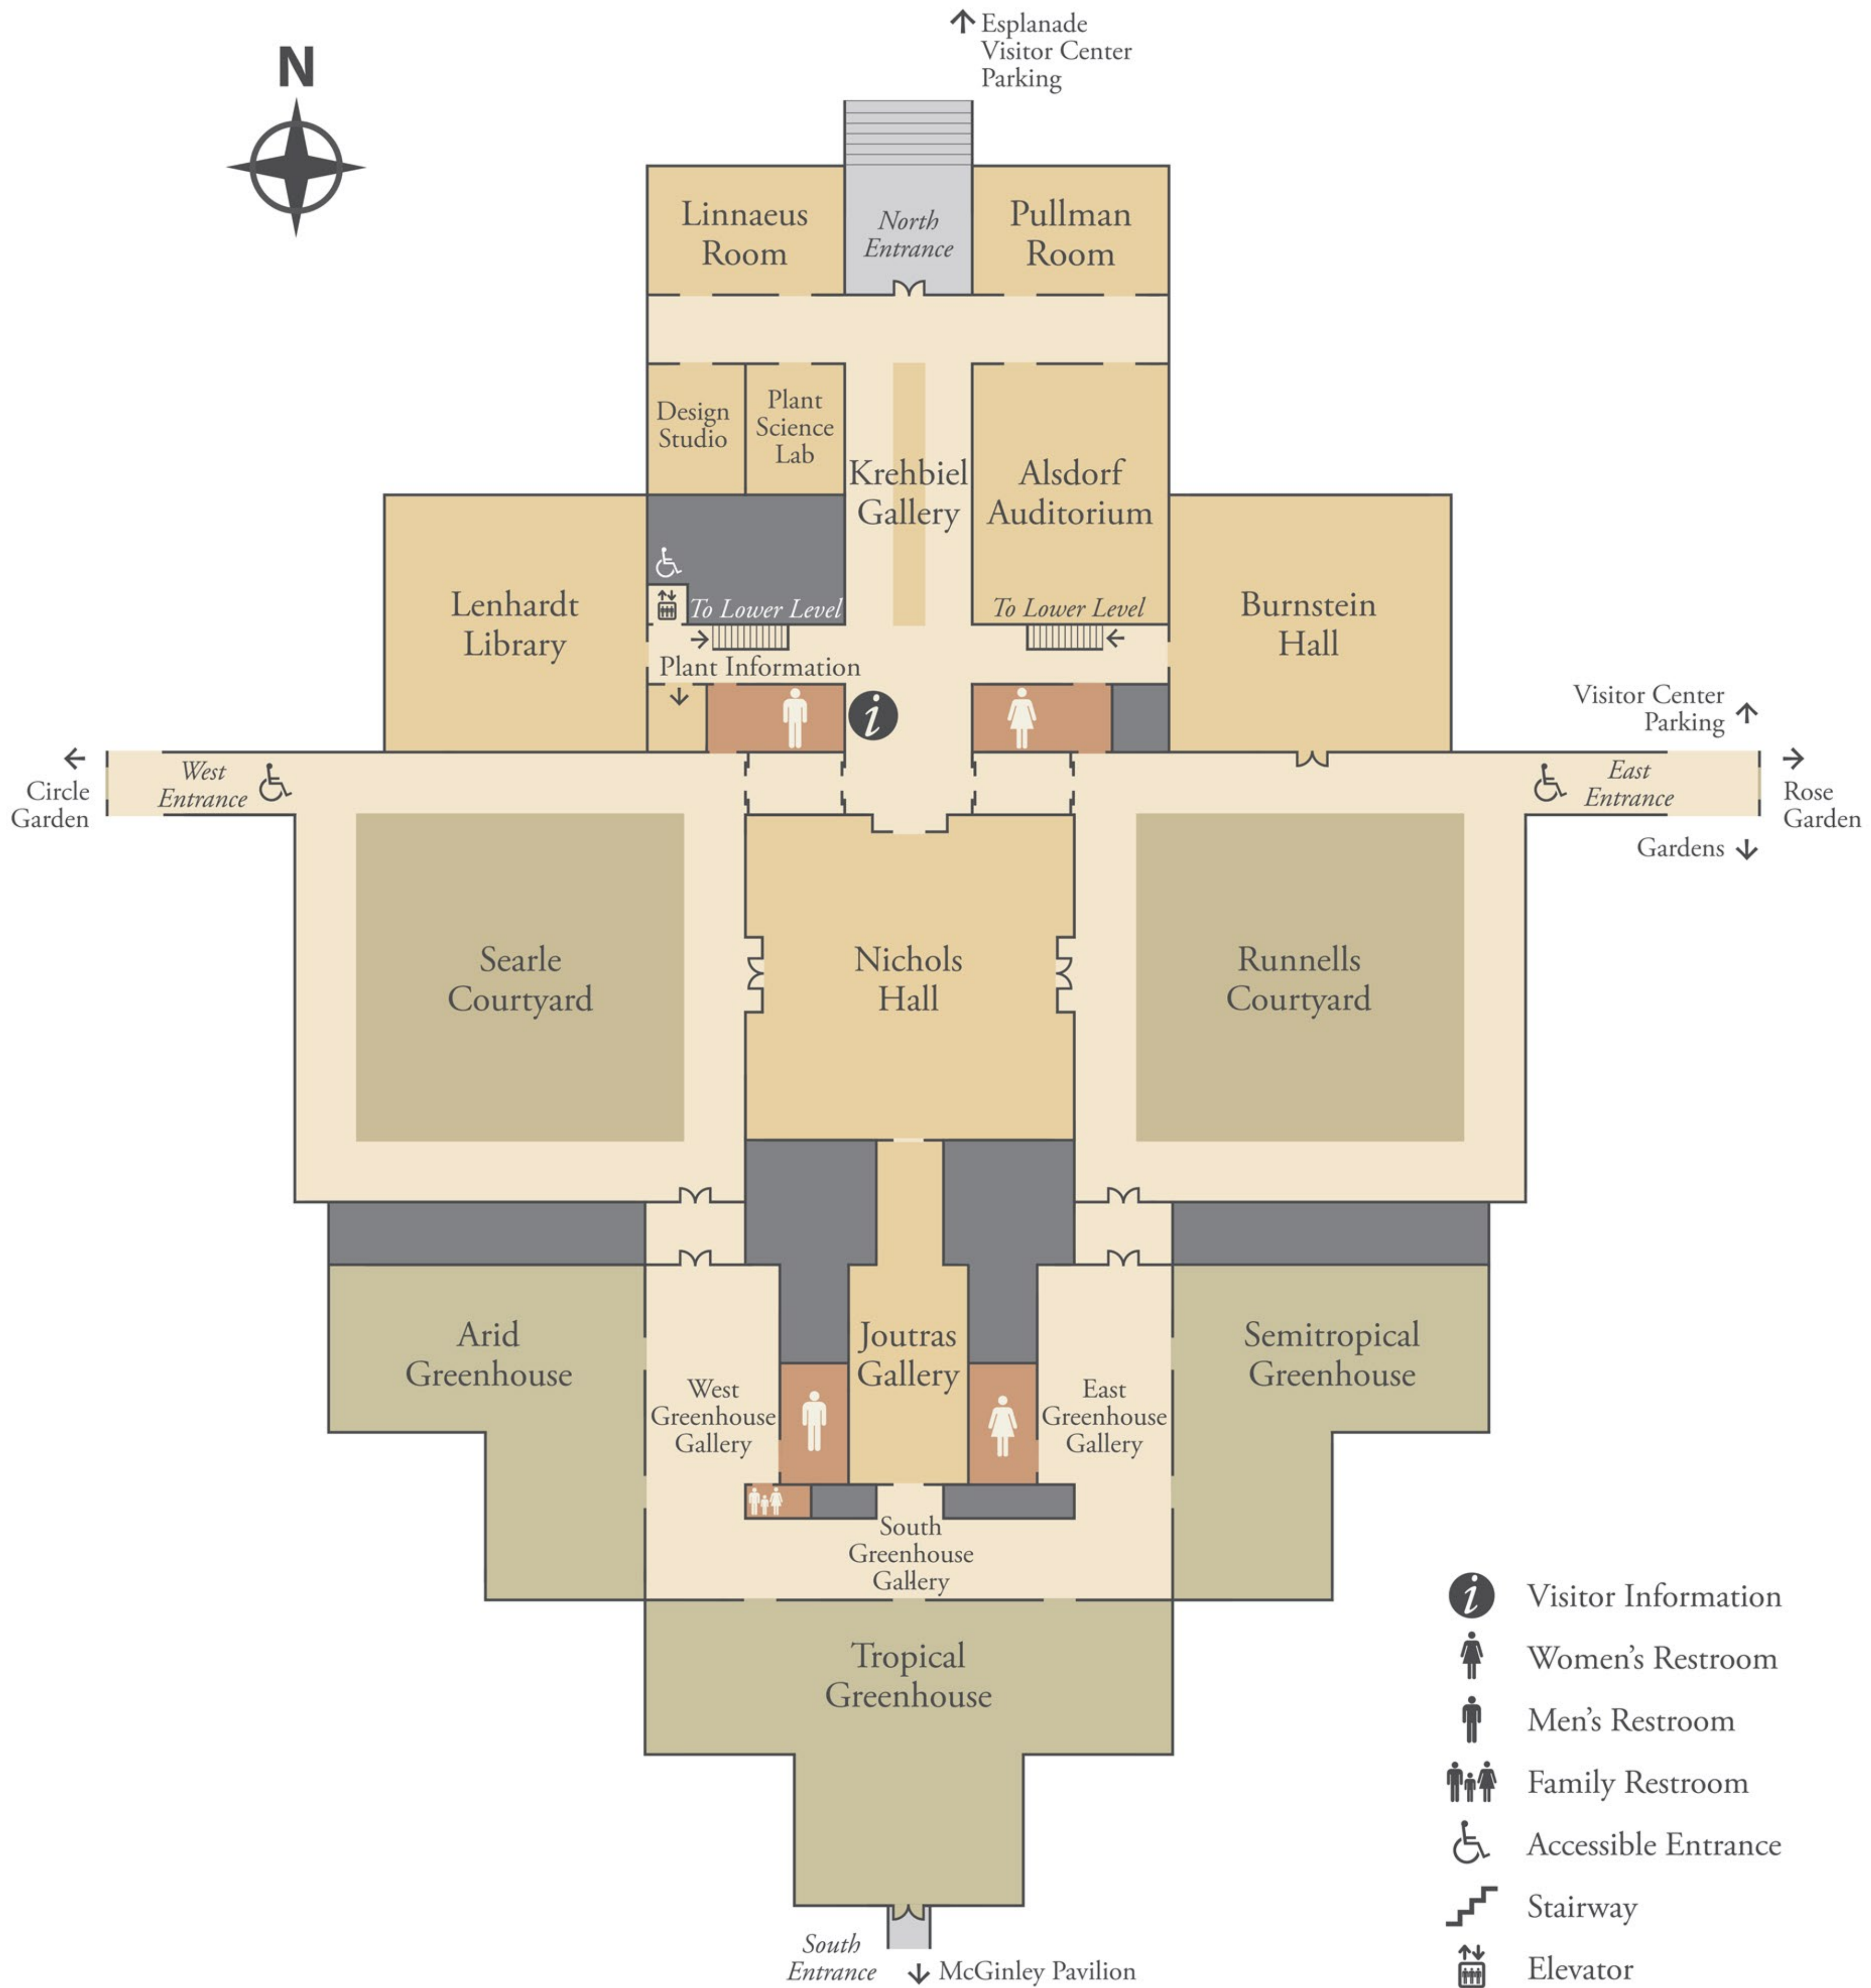 Esplanade
Visitor Center
Parking
N
Linnaeus
Room
North
Entrance
Pullman
Room
Design
Studio
Plant
Science
Lab
Krehbiel
Gallery
Alsdorf
Auditorium
Lenhardt
Library
To Lower Level
To Lower Level
Burnstein
Hall
Plant Information
i
Visitor Center
Parking
West
Entrance
Circle
Garden
East
Entrance
Rose
Garden
Gardens
Searle
Courtyard
Nichols
Hall
Runnells
Courtyard
Arid
Greenhouse
Joutras
Gallery
Semitropical
Greenhouse
West
Greenhouse
Gallery
East
Greenhouse
Gallery
South
Greenhouse
Gallery
Tropical
Greenhouse
South
Entrance
McGinley Pavilion
i
Visitor Information
Women's Restroom
Men's Restroom
Family Restroom
Accessible Entrance
Stairway
Elevator